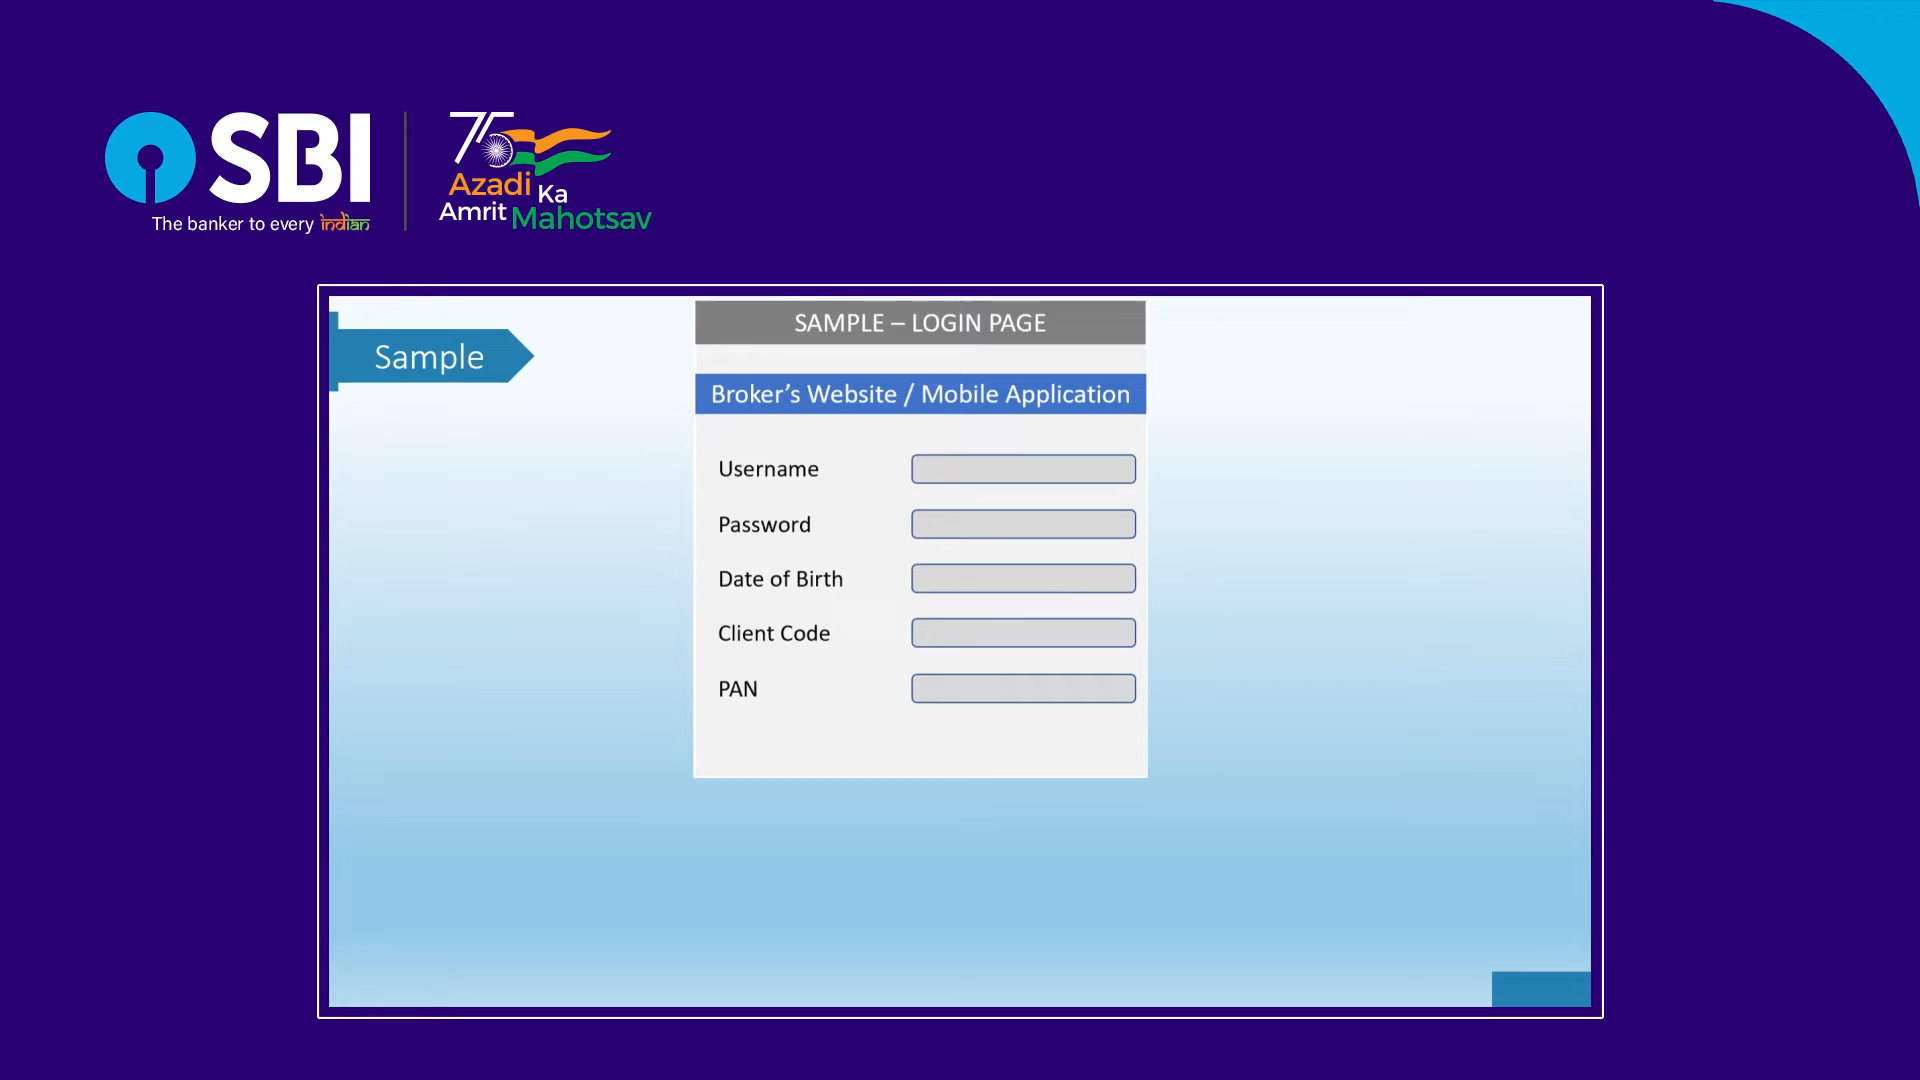 SBI
The banker to every indian
75
Azadi Ka
Amrit Mahotsav
Sample
SAMPLE – LOGIN PAGE
Broker’s Website / Mobile Application
Username
Password
Date of Birth
Client Code
PAN